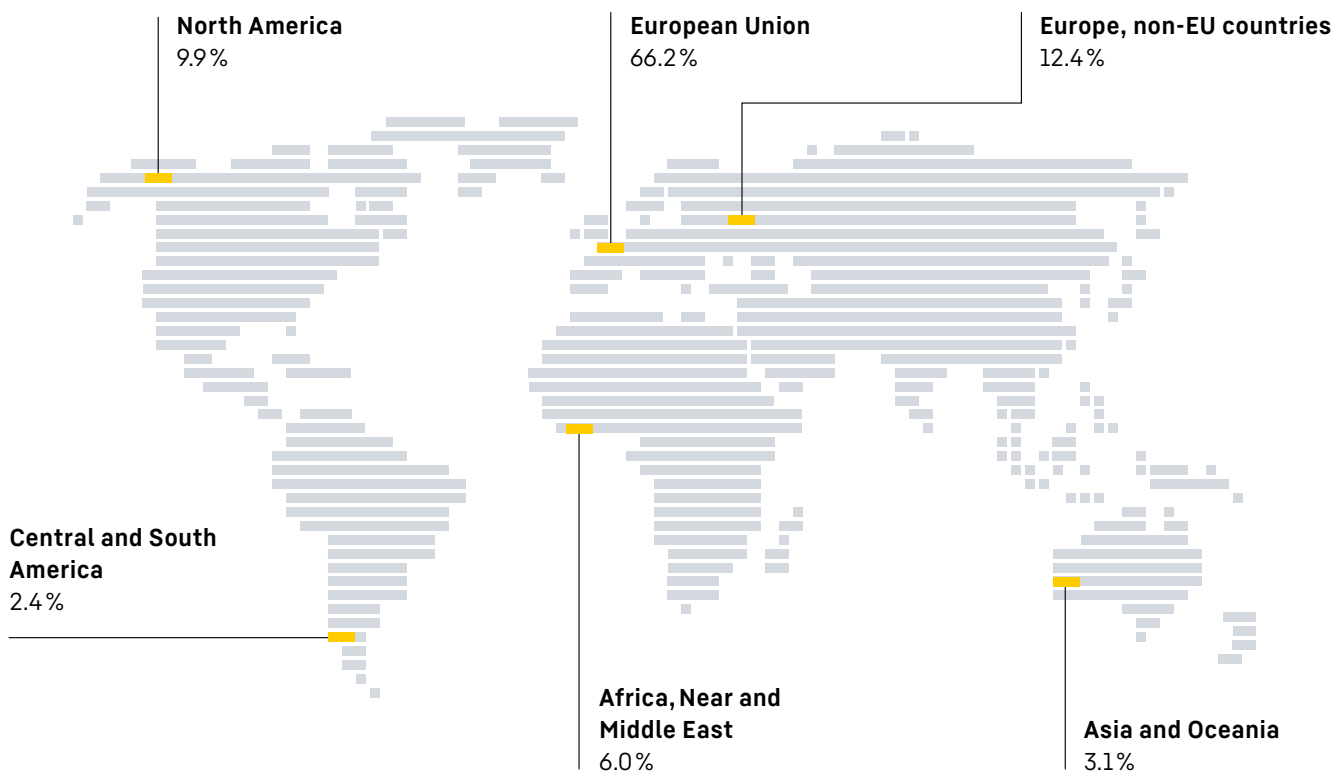 North America
9.9 %
European Union
66.2 %
Europe, non-EU countries
12.4 %
Central and South
America
2.4 %
Africa, Near and
Middle East
6.0 %
Asia and Oceania
3.1 %